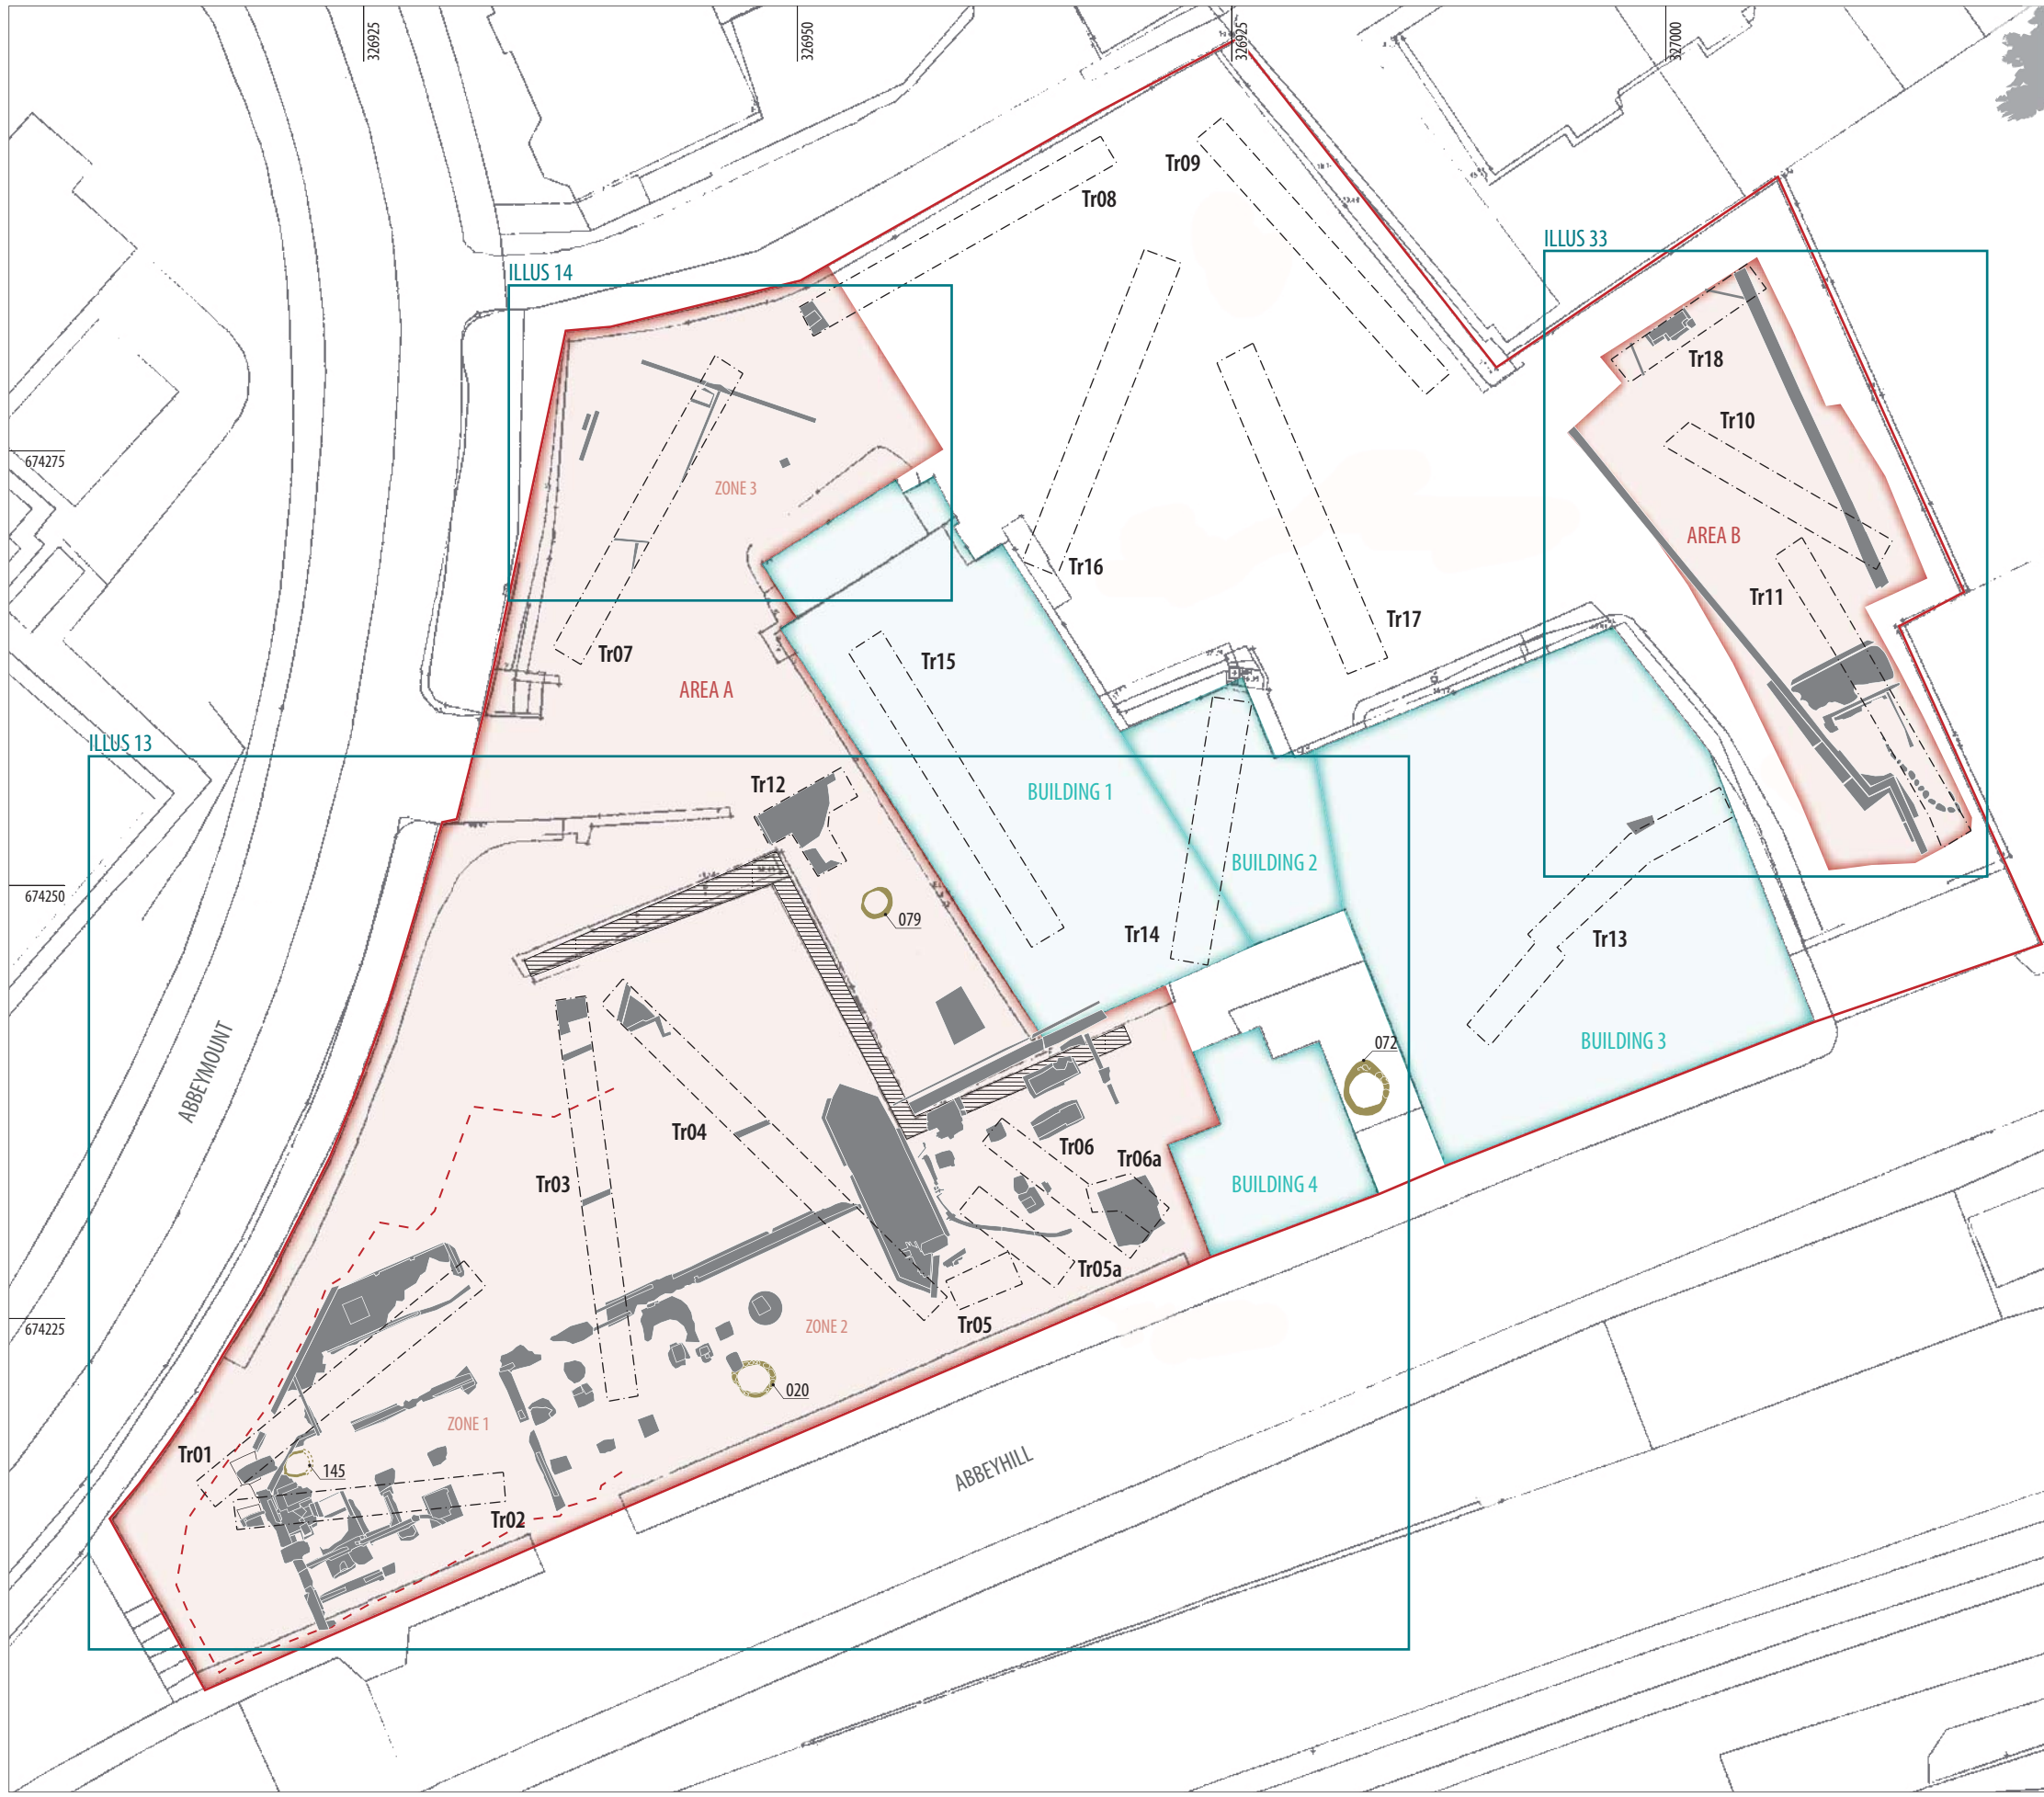 326925
326950
326925
327000
Tr09
Tr08
ILLUS 33
ILLUS 14
Tr18
Tr10
674275
ZONE 3
AREA B
Tr16
Tr11
Tr17
Tr07
Tr15
AREA A
ILLUS 13
Tr12
BUILDING 1
BUILDING 2
674250
079
Tr14
Tr13
BUILDING 3
072
ABBEYMOUNT
Tr04
Tr06
Tr06a
Tr03
BUILDING 4
Tr05a
Tr05
ZONE 2
674225
020
ZONE 1
Tr01
145
ABBEYHILL
Tr02